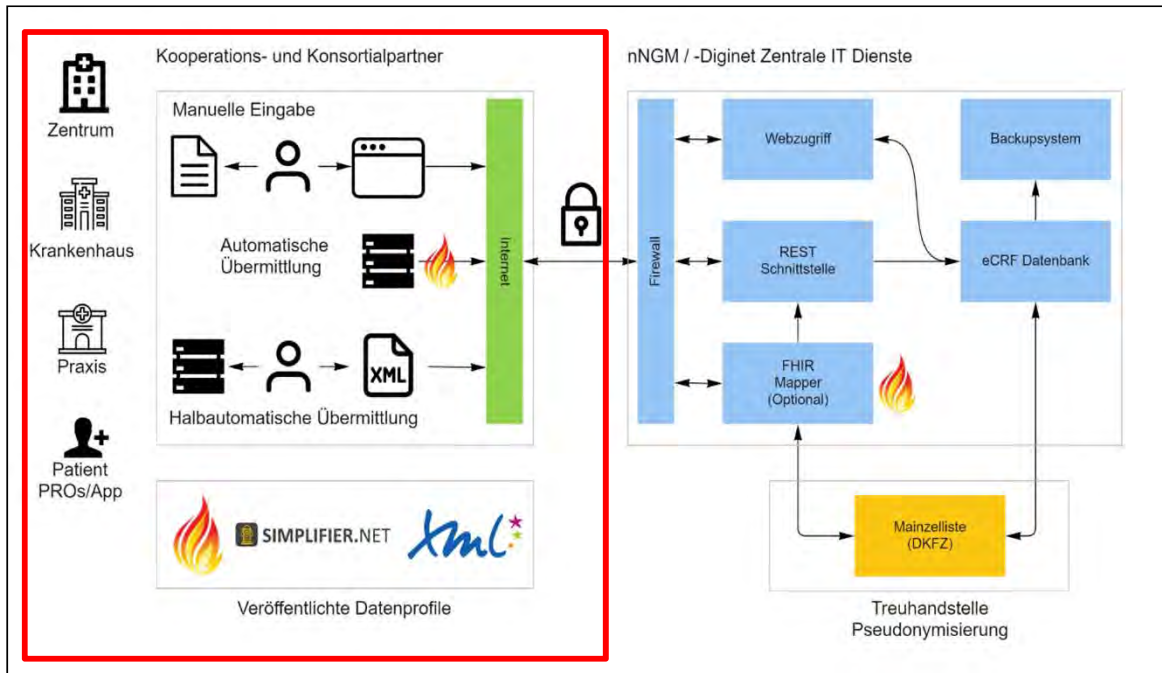 Kooperations- und Konsortialpartner
Zentrum
Krankenhaus
Praxis
Patient
PROs/App
Manuelle Eingabe
Automatische
Übermittlung
XML
Halbautomatische Übermittlung
Internet
SIMPLIFIER.NET
xml
Veröffentlichte Datenprofile
nNGM / -Diginet Zentrale IT Dienste
Firewall
Webzugriff
Backupsystem
REST
Schnittstelle
eCRF Datenbank
FHIR
Mapper
(Optional)
Mainzelliste
(DKFZ)
Treuhandstelle
Pseudonymisierung